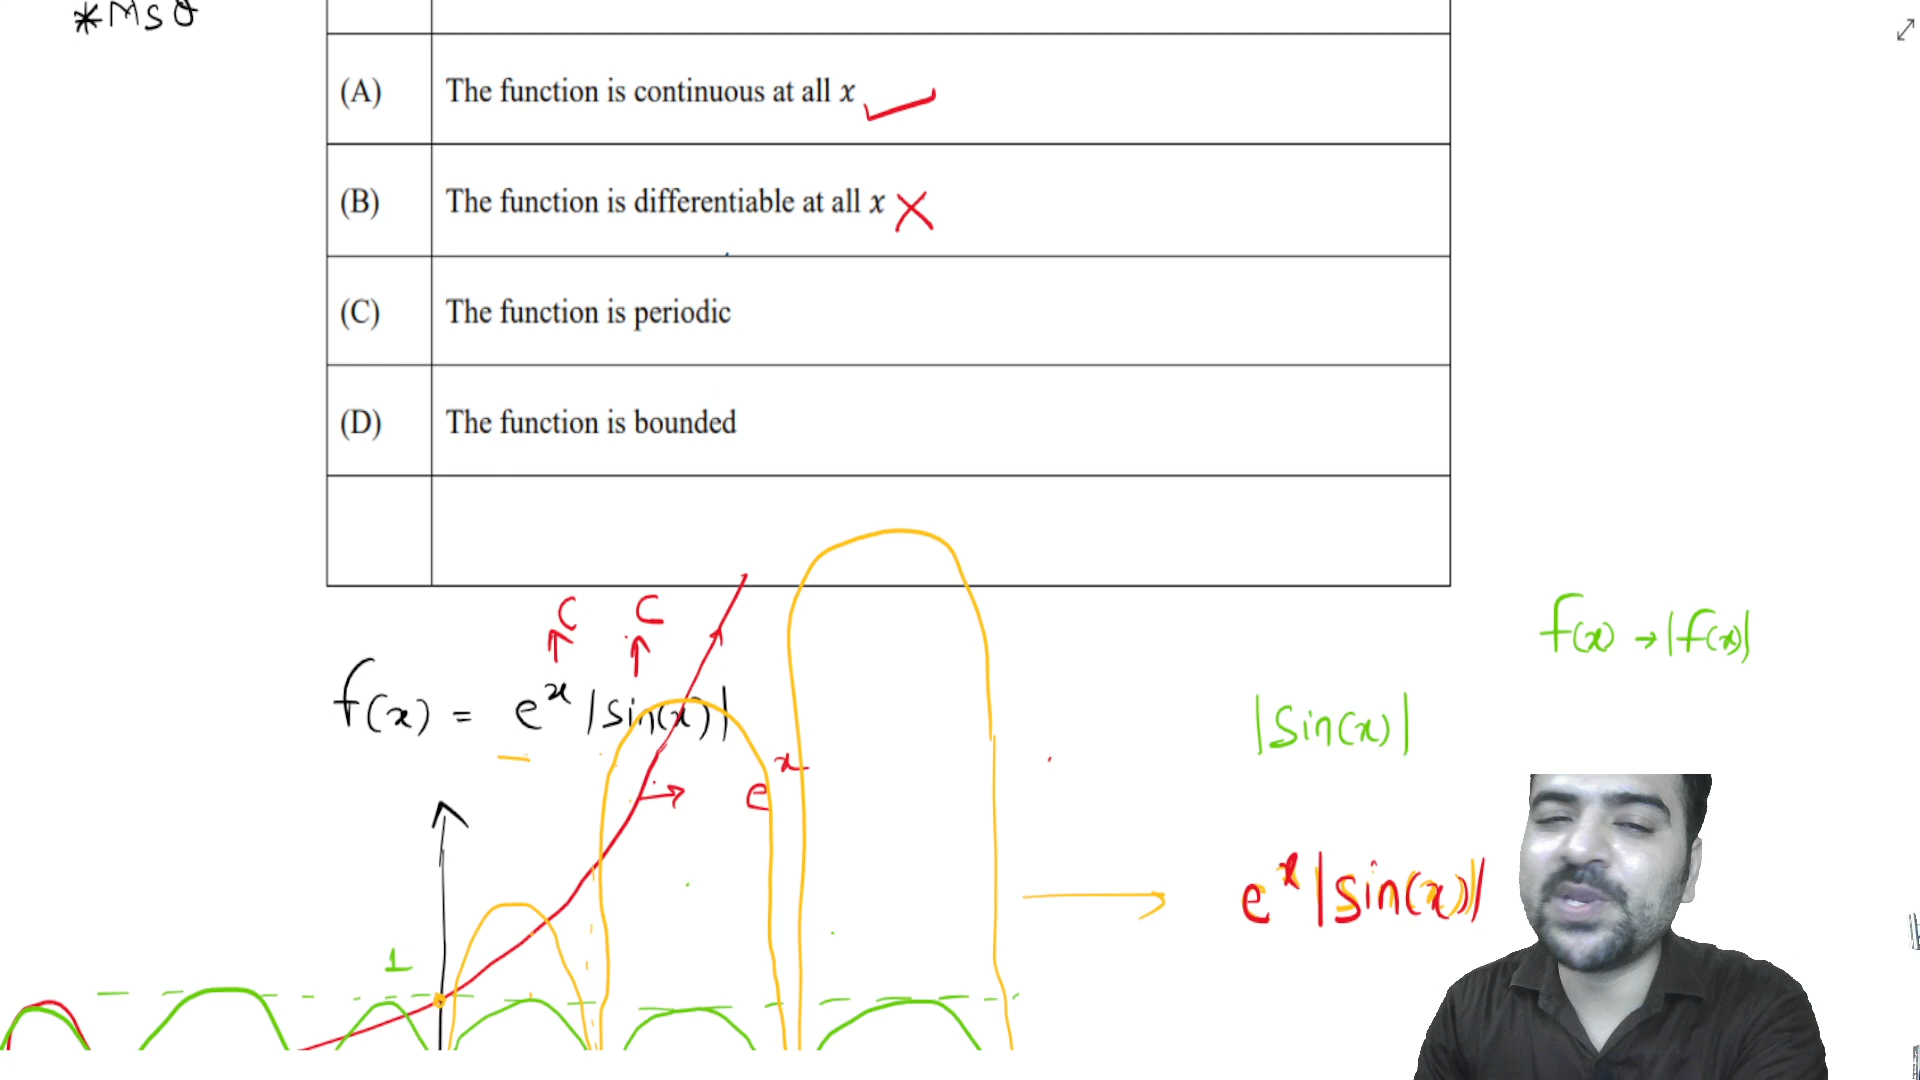 *MSQ
(A) The function is continuous at all x
(B) The function is differentiable at all x
(C) The function is periodic
(D) The function is bounded
C C
f(x) → |f(x)|
f(x) = e^x |sin(x)|
|Sin(x)|
e^x
e^x |sin(x)|
1